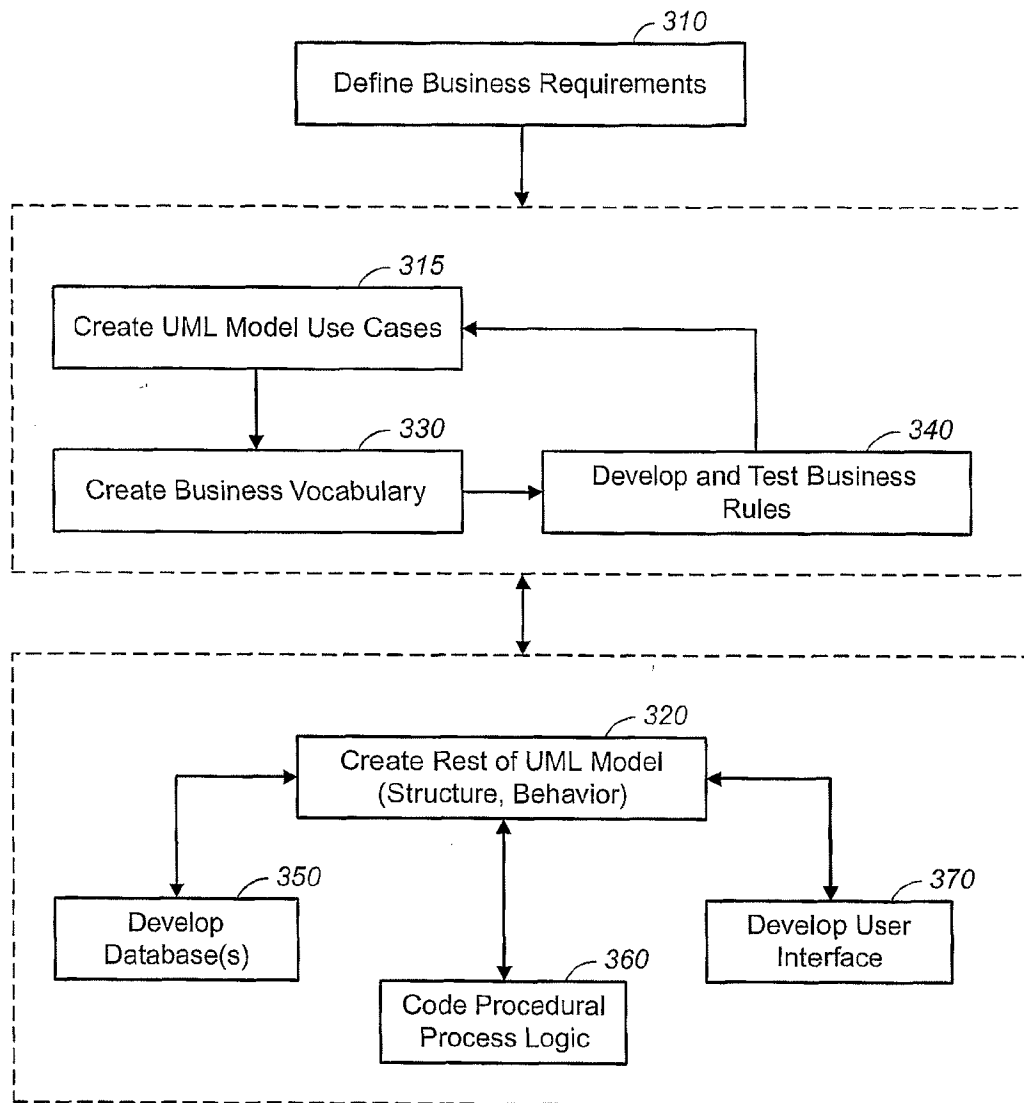 310
Define Business Requirements
315
Create UML Model Use Cases
330
Create Business Vocabulary
340
Develop and Test Business
Rules
320
Create Rest of UML Model
(Structure, Behavior)
350
Develop
Database(s)
360
Code Procedural
Process Logic
370
Develop User
Interface